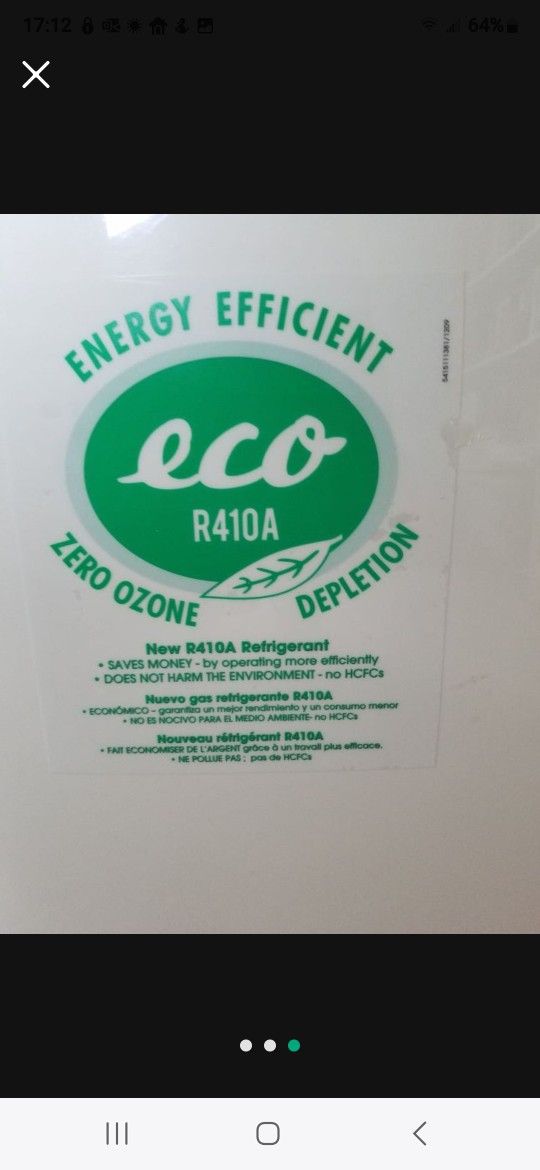 17:12
64%
ENERGY EFFICIENT
5415111381/1209
eco
R410A
ZERO OZONE DEPLETION
New R410A Refrigerant
• SAVES MONEY - by operating more efficiently
• DOES NOT HARM THE ENVIRONMENT - no HCFCs
Nuevo gas refrigerante R410A
• ECONÓMICO – garantiza un mejor rendimiento y un consumo menor
• NO ES NOCIVO PARA EL MEDIO AMBIENTE- no HCFCs
Nouveau réfrigérant R410A
• FAIT ECONOMISER DE L'ARGENT grâce à un travail plus efficace.
• NE POLLUE PAS : pas de HCFCs